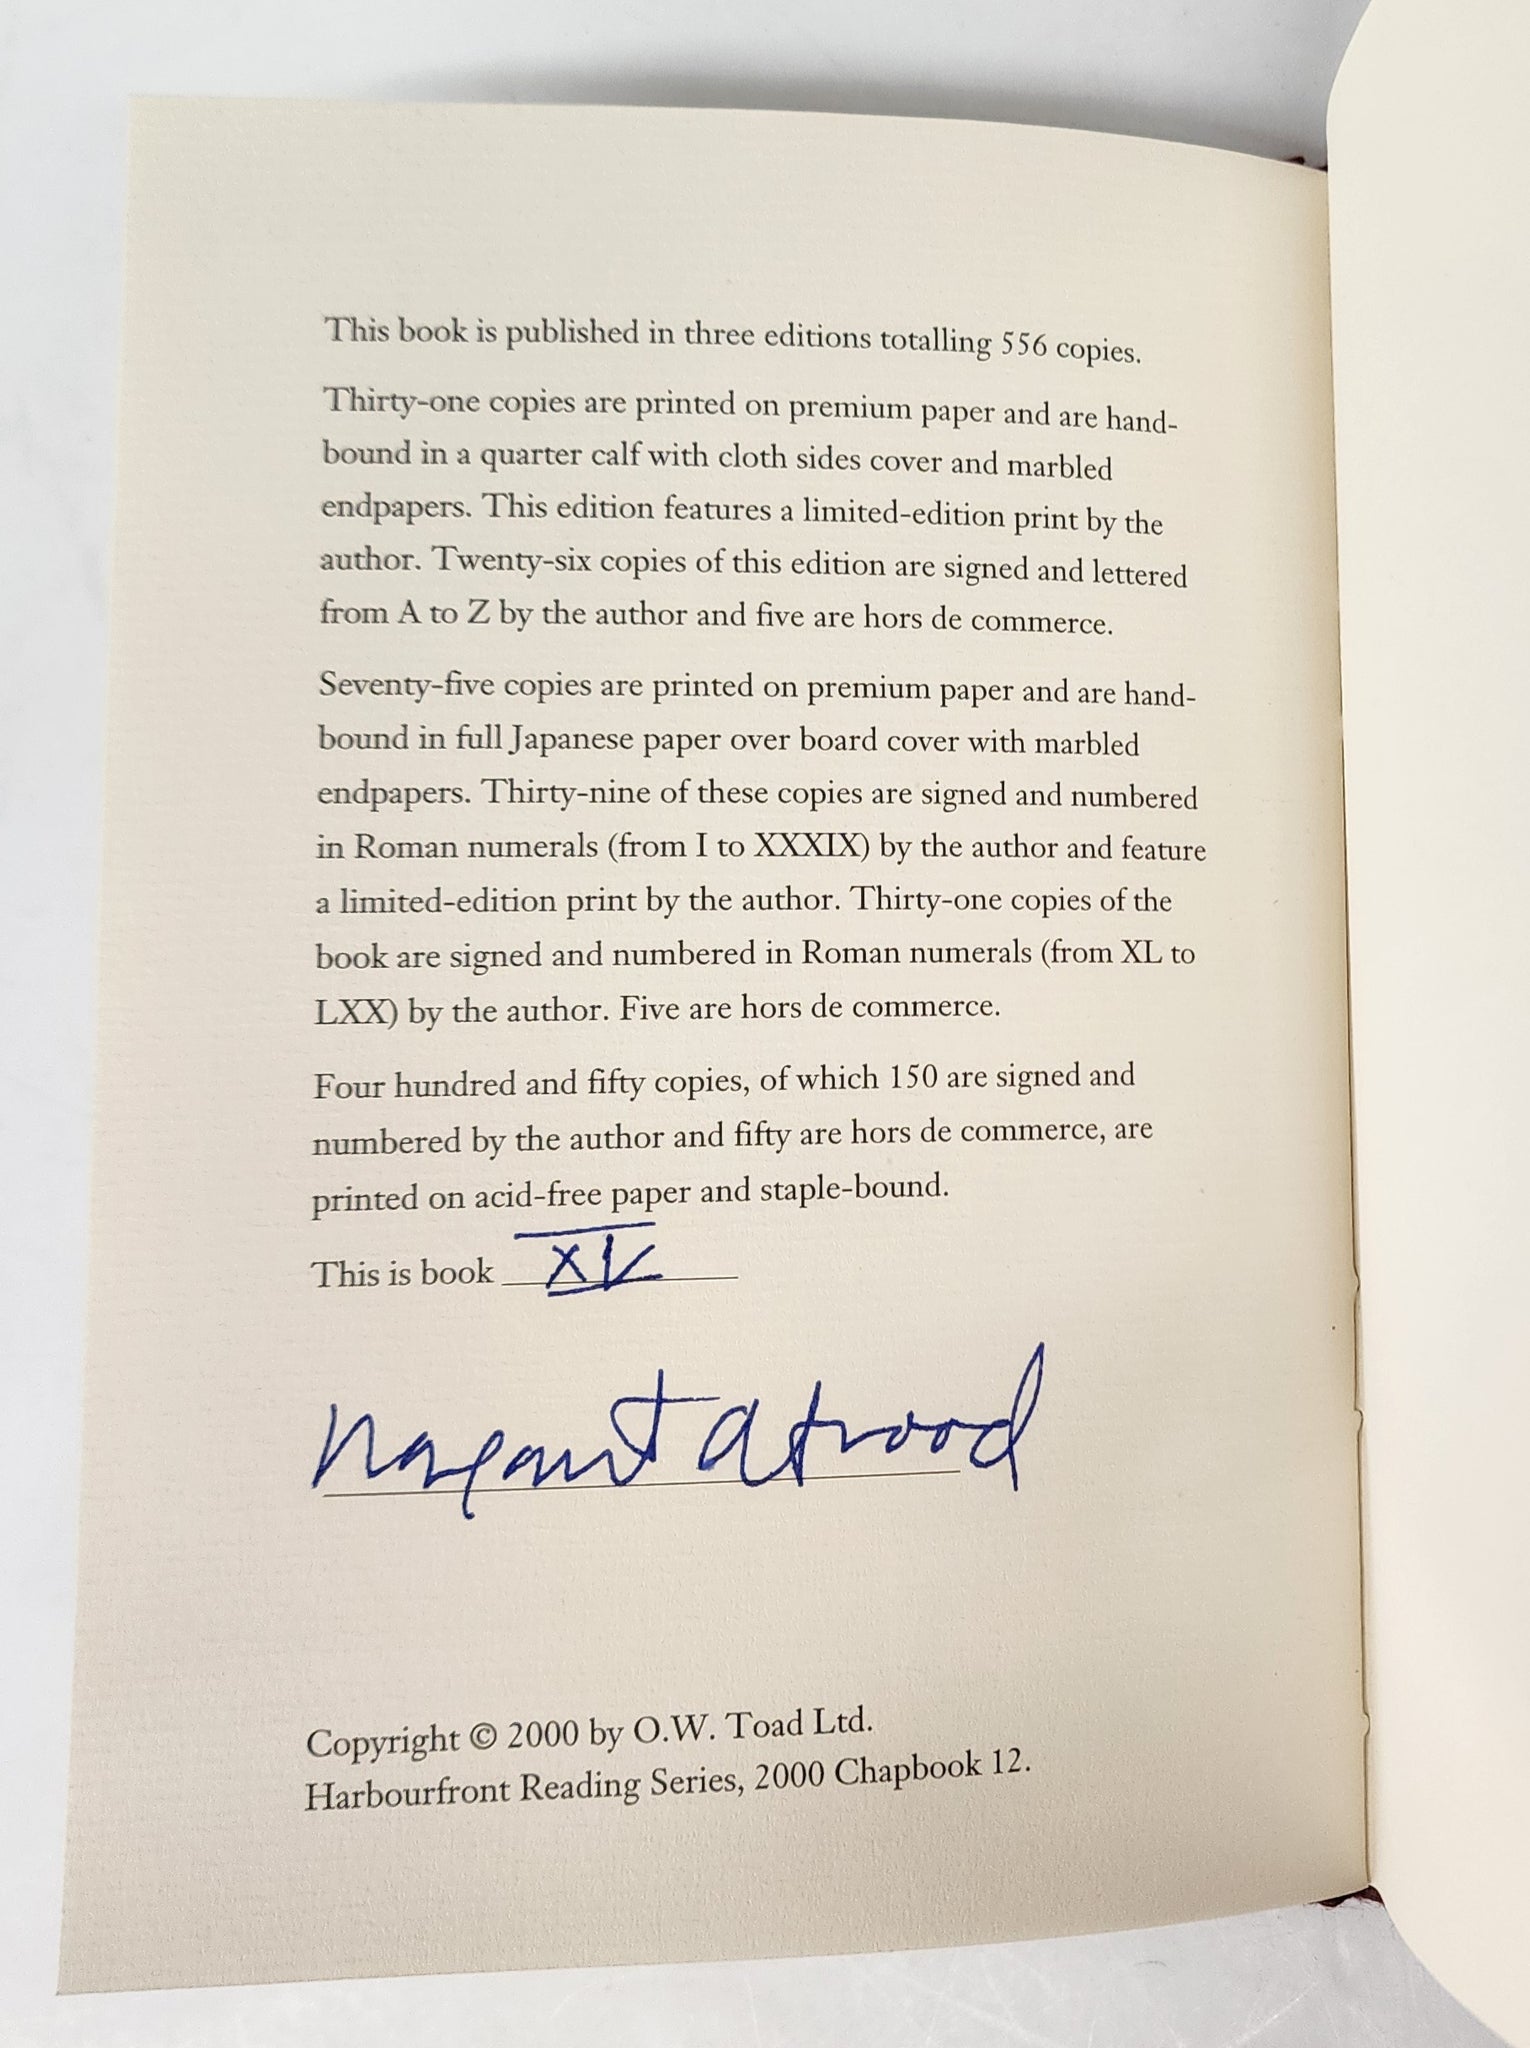 This book is published in three editions totalling 556 copies.
Thirty-one copies are printed on premium paper and are hand-
bound in a quarter calf with cloth sides cover and marbled
endpapers. This edition features a limited-edition print by the
author. Twenty-six copies of this edition are signed and lettered
from A to Z by the author and five are hors de commerce.
Seventy-five copies are printed on premium paper and are hand-
bound in full Japanese paper over board cover with marbled
endpapers. Thirty-nine of these copies are signed and numbered
in Roman numerals (from I to XXXIX) by the author and feature
a limited-edition print by the author. Thirty-one copies of the
book are signed and numbered in Roman numerals (from XL to
LXX) by the author. Five are hors de commerce.
Four hundred and fifty copies, of which 150 are signed and
numbered by the author and fifty are hors de commerce, are
printed on acid-free paper and staple-bound.
This is book XV
Margaret Atwood
Copyright © 2000 by O.W. Toad Ltd.
Harbourfront Reading Series, 2000 Chapbook 12.